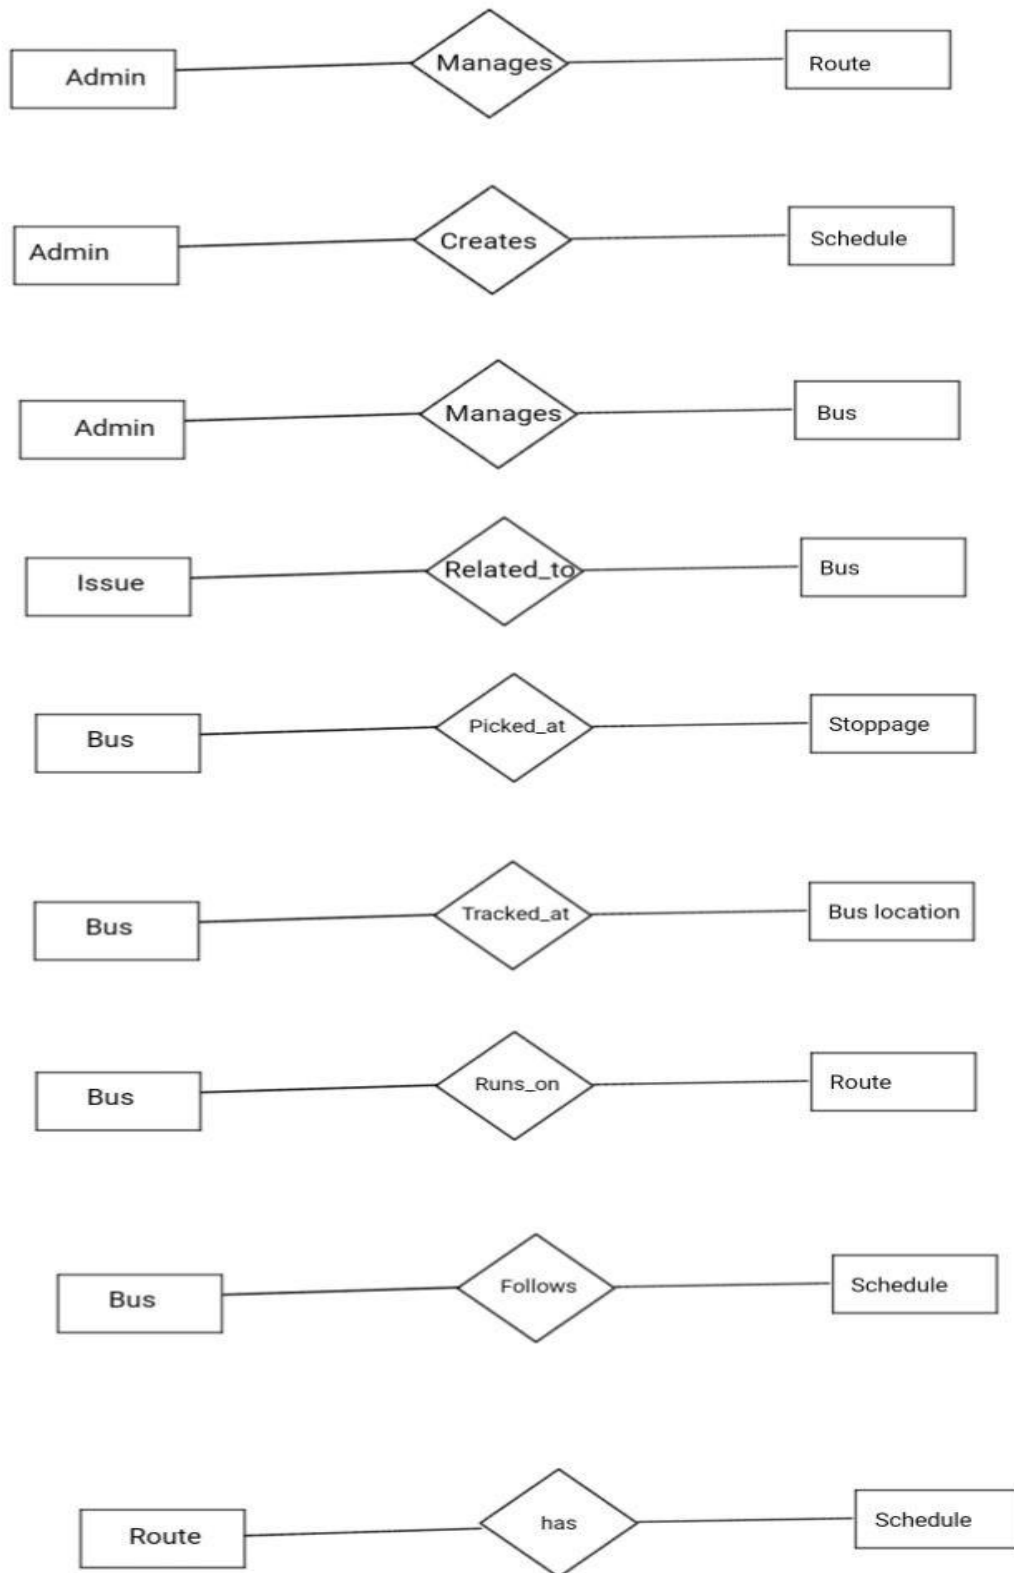 Admin Manages Route
Admin Creates Schedule
Admin Manages Bus
Issue Related_to Bus
Bus Picked_at Stoppage
Bus Tracked_at Bus location
Bus Runs_on Route
Bus Follows Schedule
Route has Schedule